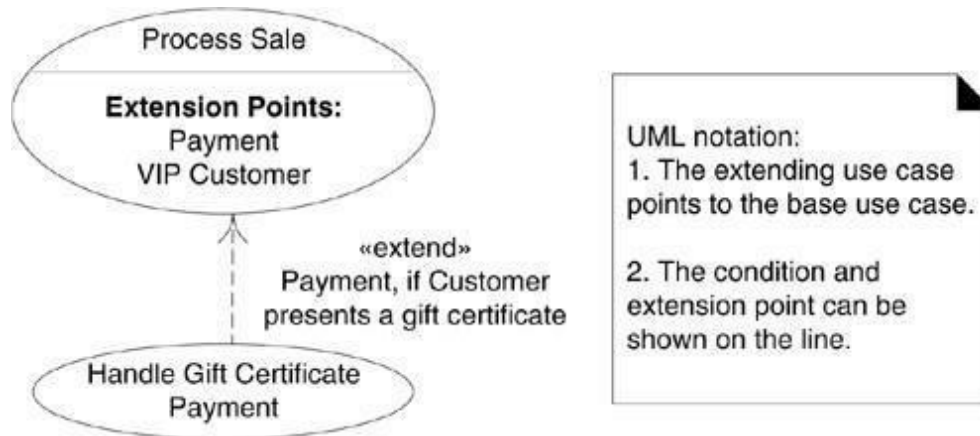 Process Sale
Extension Points:
Payment
VIP Customer
«extend»
Payment, if Customer
presents a gift certificate
Handle Gift Certificate
Payment
UML notation:
1. The extending use case
points to the base use case.
2. The condition and
extension point can be
shown on the line.